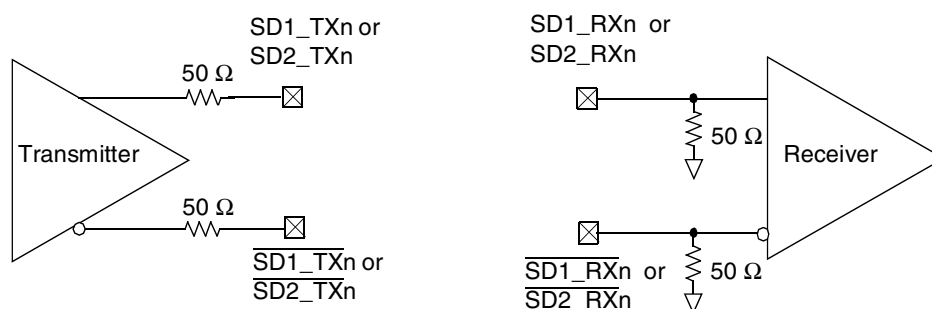 SD1_TXn or
SD2_TXn
50 Ω
Transmitter
50 Ω
SD1_TXn or
SD2_TXn
SD1_RXn or
SD2_RXn
50 Ω
Receiver
50 Ω
SD1_RXn or
SD2_RXn